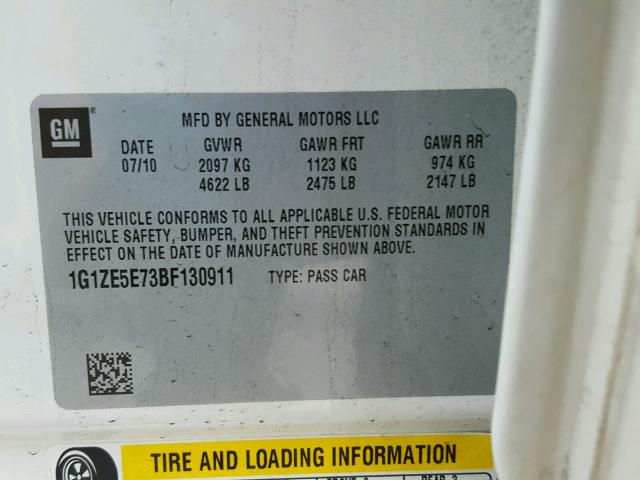 GM ®
MFD BY GENERAL MOTORS LLC
DATE GVWR GAWR FRT GAWR RR
07/10 2097 KG 1123 KG 974 KG
4622 LB 2475 LB 2147 LB
THIS VEHICLE CONFORMS TO ALL APPLICABLE U.S. FEDERAL MOTOR
VEHICLE SAFETY, BUMPER, AND THEFT PREVENTION STANDARDS IN
EFFECT ON THE DATE OF MANUFACTURE SHOWN ABOVE.
1G1ZE5E73BF130911 TYPE: PASS CAR
TIRE AND LOADING INFORMATION